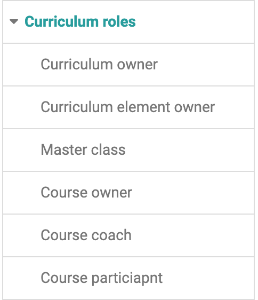 Curriculum roles
Curriculum owner
Curriculum element owner
Master class
Course owner
Course coach
Course particiapnt